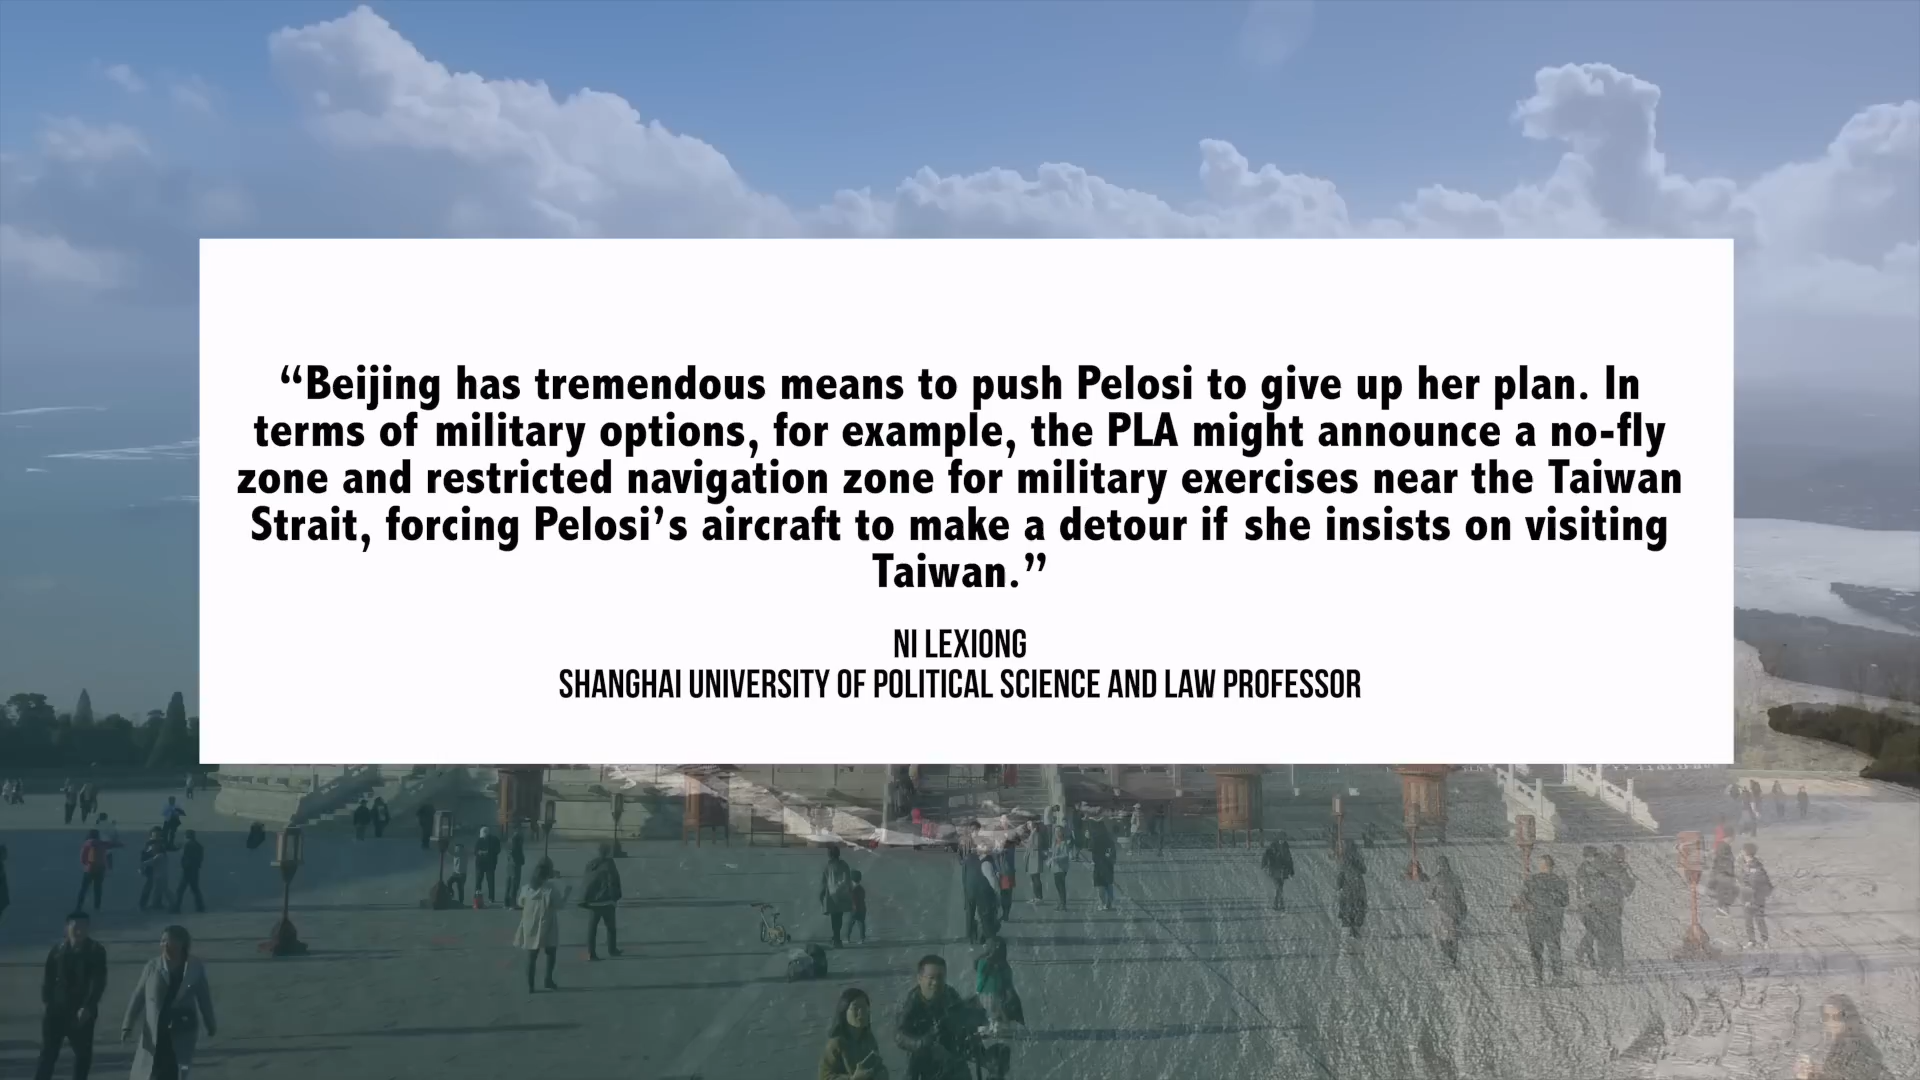 “Beijing has tremendous means to push Pelosi to give up her plan. In
terms of military options, for example, the PLA might announce a no-fly
zone and restricted navigation zone for military exercises near the Taiwan
Strait, forcing Pelosi’s aircraft to make a detour if she insists on visiting
Taiwan.”
NI LEXIONG
SHANGHAI UNIVERSITY OF POLITICAL SCIENCE AND LAW PROFESSOR